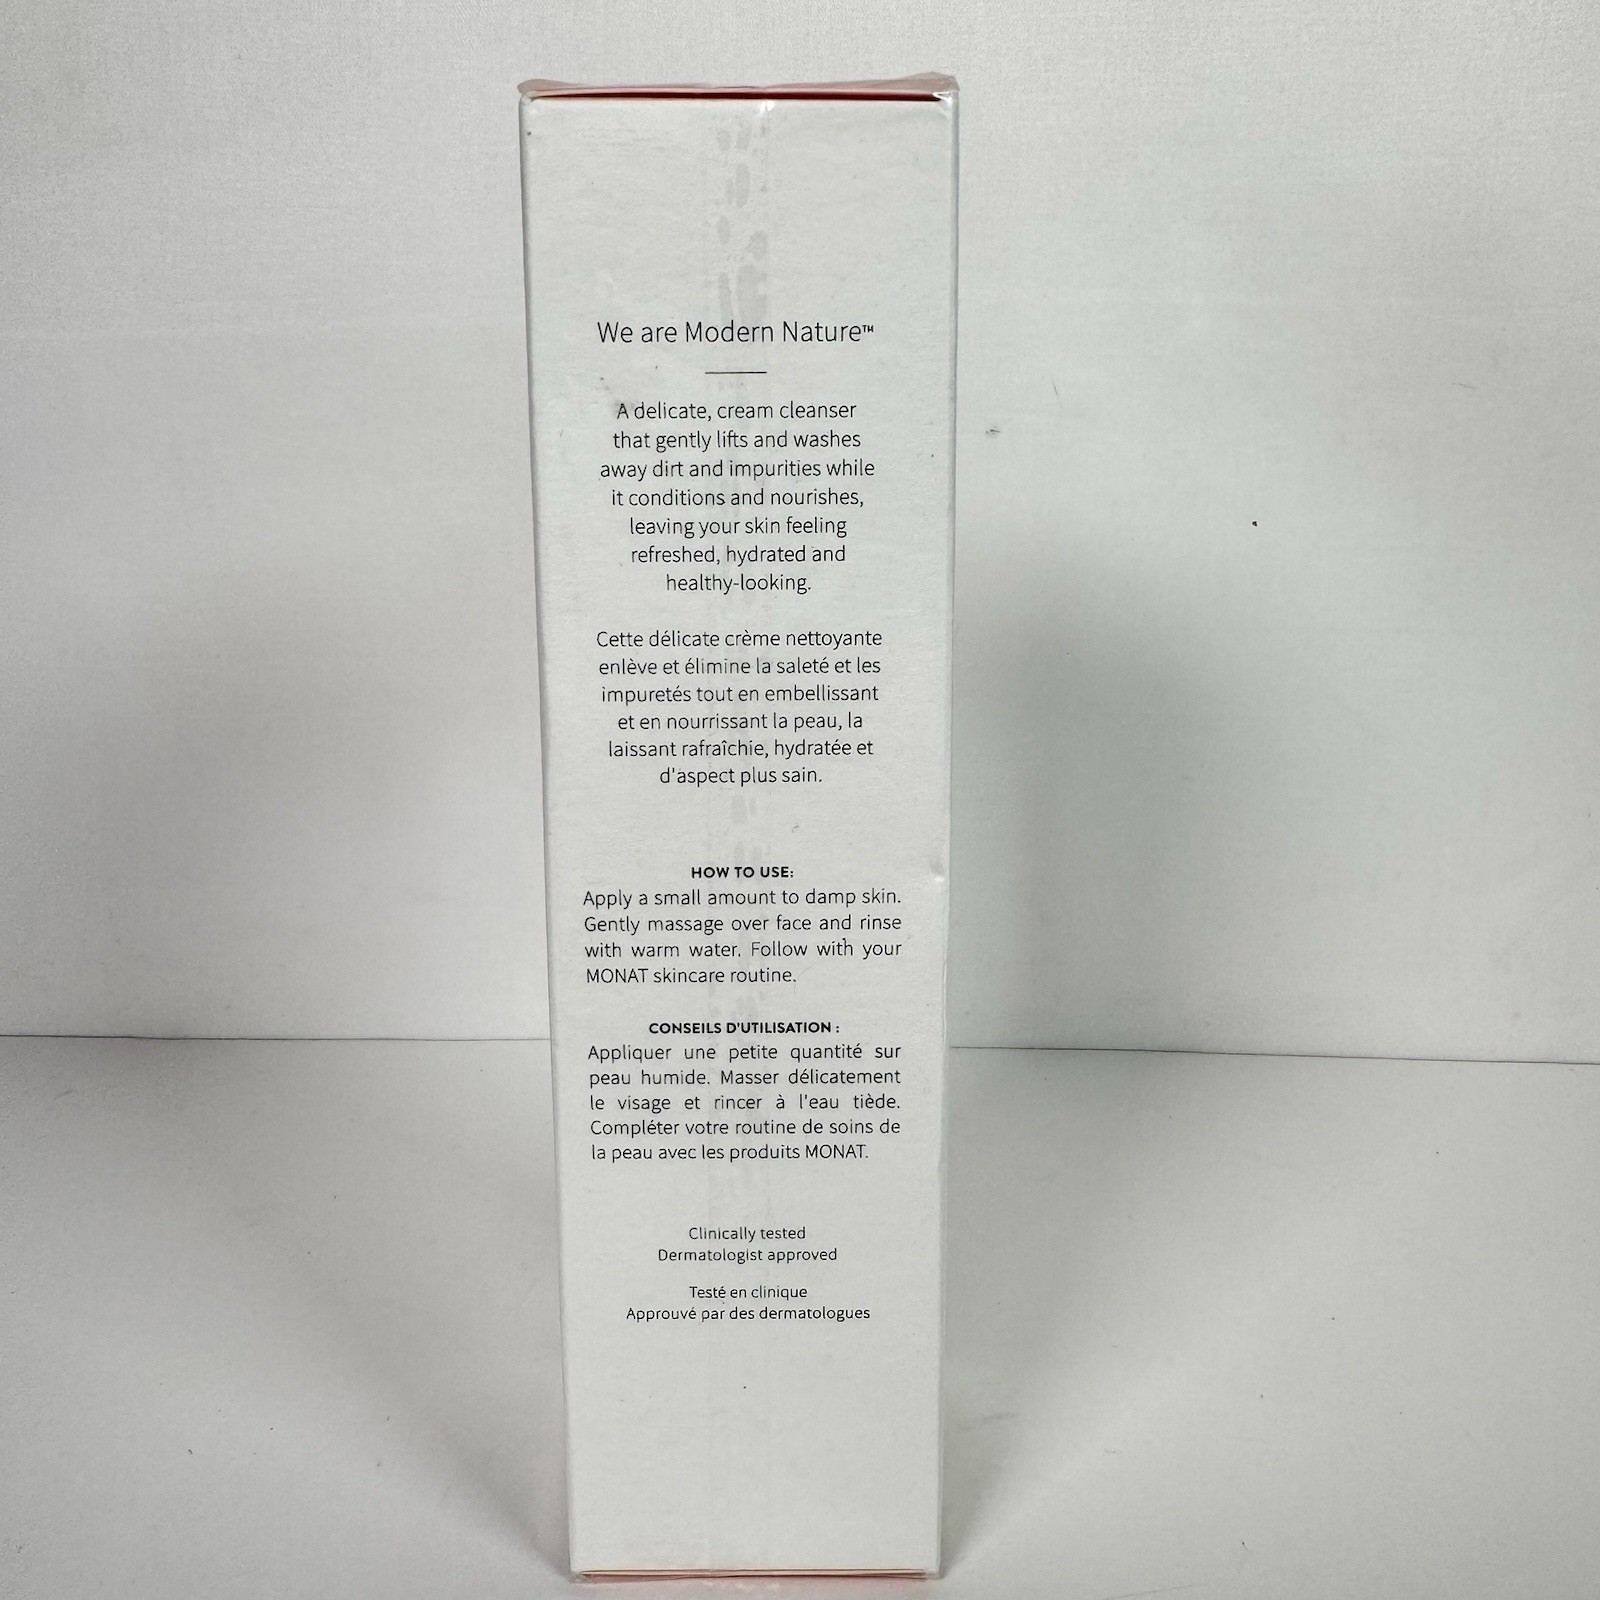 We are Modern Nature™
A delicate, cream cleanser
that gently lifts and washes
away dirt and impurities while
it conditions and nourishes,
leaving your skin feeling
refreshed, hydrated and
healthy-looking.
Cette délicate crème nettoyante
enlève et élimine la saleté et les
impuretés tout en embellissant
et en nourrissant la peau, la
laissant rafraîchie, hydratée et
d'aspect plus sain.
HOW TO USE:
Apply a small amount to damp skin.
Gently massage over face and rinse
with warm water. Follow with your
MONAT skincare routine.
CONSEILS D'UTILISATION :
Appliquer une petite quantité sur
peau humide. Masser délicatement
le visage et rincer à l'eau tiède.
Compléter votre routine de soins de
la peau avec les produits MONAT.
Clinically tested
Dermatologist approved
Testé en clinique
Approuvé par des dermatologues